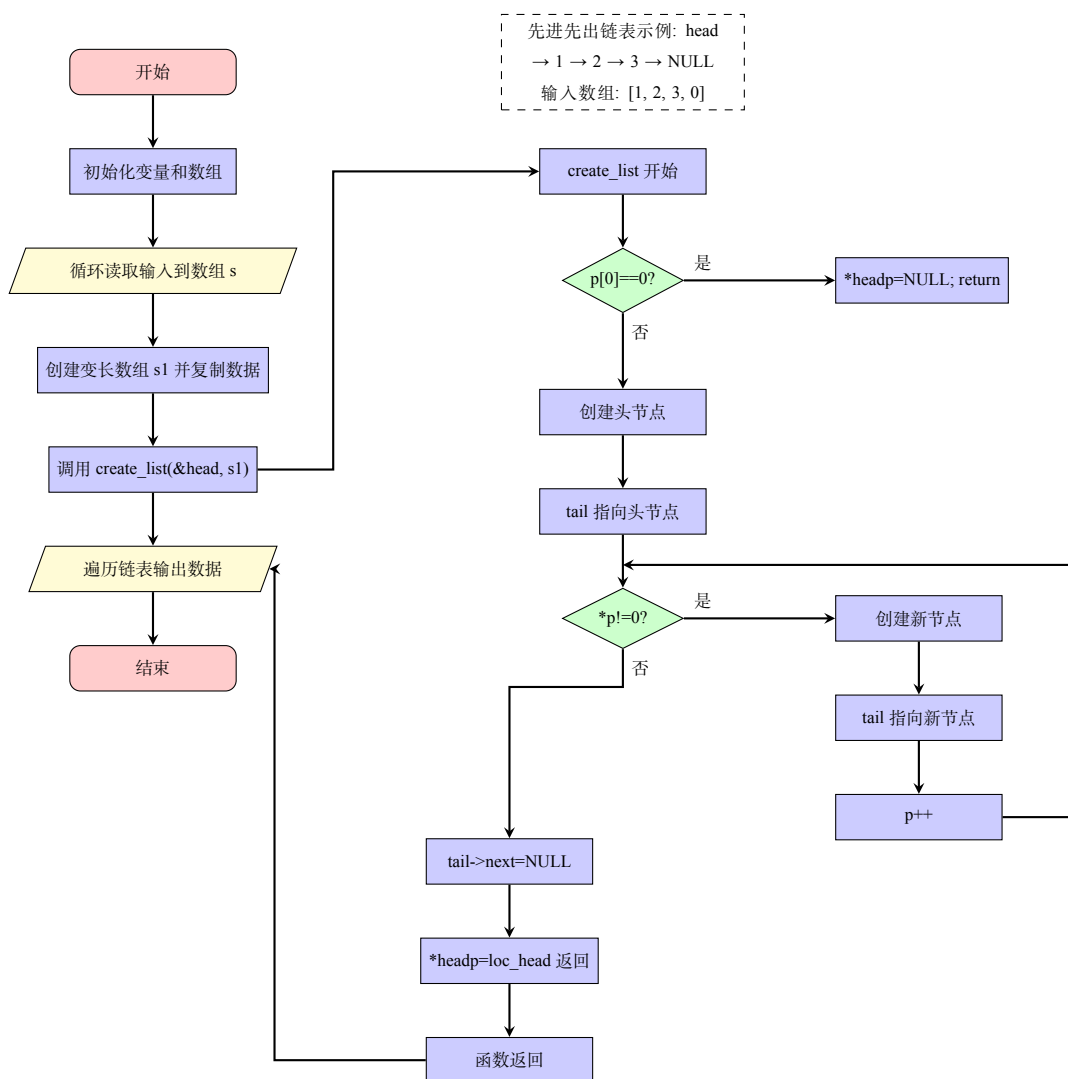 先进先出链表示例: head
→ 1 → 2 → 3 → NULL
输入数组: [1, 2, 3, 0]
开始
初始化变量和数组
循环读取输入到数组 s
创建变长数组 s1 并复制数据
调用 create_list(&head, s1)
遍历链表输出数据
结束
create_list 开始
p[0]==0?
是
*headp=NULL; return
否
创建头节点
tail 指向头节点
*p!=0?
是
创建新节点
tail 指向新节点
p++
否
tail->next=NULL
*headp=loc_head 返回
函数返回